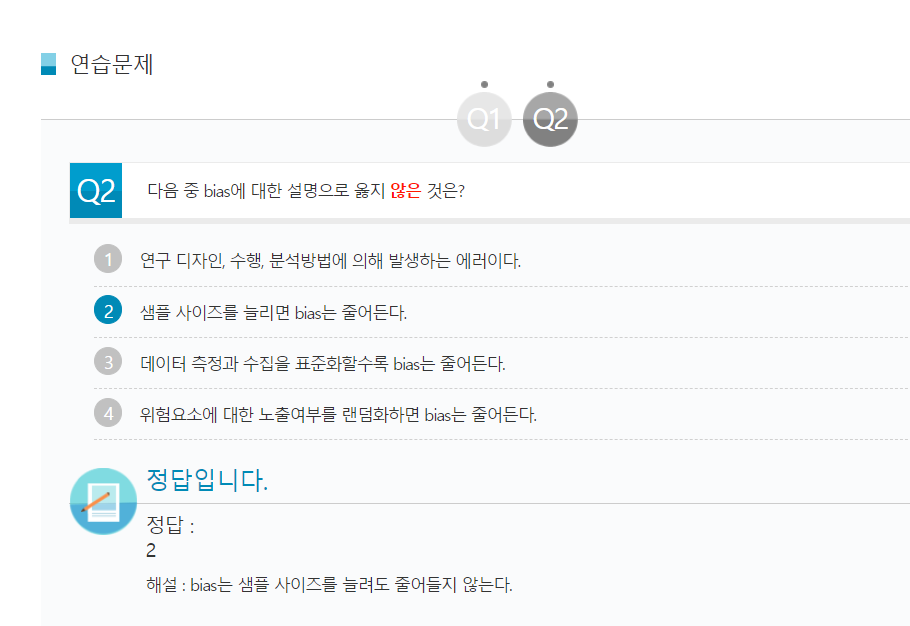 연습문제
Q1 Q2
Q2 다음 중 bias에 대한 설명으로 옳지 않은 것은?
1 연구 디자인, 수행, 분석방법에 의해 발생하는 에러이다.
2 샘플 사이즈를 늘리면 bias는 줄어든다.
3 데이터 측정과 수집을 표준화할수록 bias는 줄어든다.
4 위험요소에 대한 노출여부를 랜덤화하면 bias는 줄어든다.
정답입니다.
정답 :
2
해설 : bias는 샘플 사이즈를 늘려도 줄어들지 않는다.